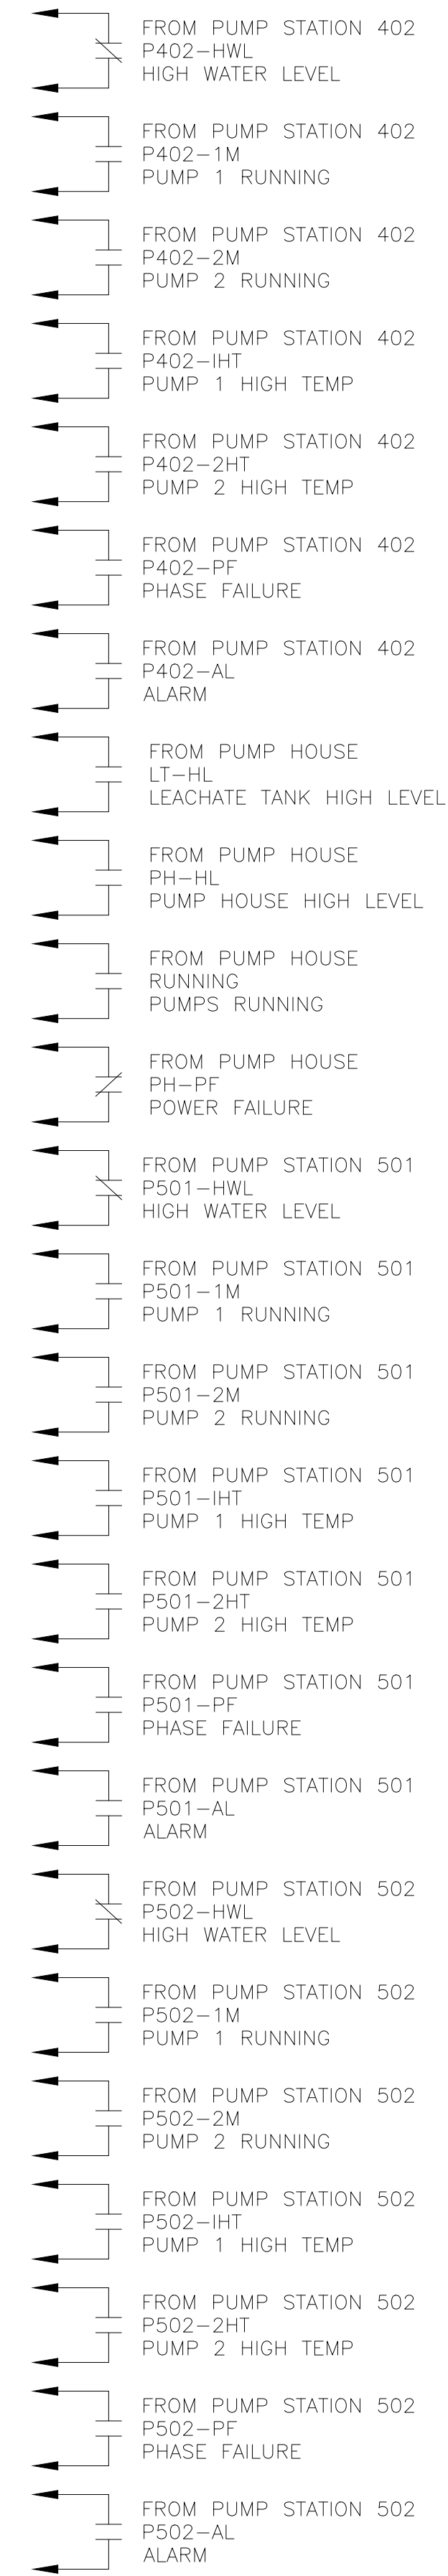 FROM PUMP STATION 402
P402-HWL
HIGH WATER LEVEL
FROM PUMP STATION 402
P402-1M
PUMP 1 RUNNING
FROM PUMP STATION 402
P402-2M
PUMP 2 RUNNING
FROM PUMP STATION 402
P402-IHT
PUMP 1 HIGH TEMP
FROM PUMP STATION 402
P402-2HT
PUMP 2 HIGH TEMP
FROM PUMP STATION 402
P402-PF
PHASE FAILURE
FROM PUMP STATION 402
P402-AL
ALARM
FROM PUMP HOUSE
LT-HL
LEACHATE TANK HIGH LEVEL
FROM PUMP HOUSE
PH-HL
PUMP HOUSE HIGH LEVEL
FROM PUMP HOUSE
RUNNING
PUMPS RUNNING
FROM PUMP HOUSE
PH-PF
POWER FAILURE
FROM PUMP STATION 501
P501-HWL
HIGH WATER LEVEL
FROM PUMP STATION 501
P501-1M
PUMP 1 RUNNING
FROM PUMP STATION 501
P501-2M
PUMP 2 RUNNING
FROM PUMP STATION 501
P501-IHT
PUMP 1 HIGH TEMP
FROM PUMP STATION 501
P501-2HT
PUMP 2 HIGH TEMP
FROM PUMP STATION 501
P501-PF
PHASE FAILURE
FROM PUMP STATION 501
P501-AL
ALARM
FROM PUMP STATION 502
P502-HWL
HIGH WATER LEVEL
FROM PUMP STATION 502
P502-1M
PUMP 1 RUNNING
FROM PUMP STATION 502
P502-2M
PUMP 2 RUNNING
FROM PUMP STATION 502
P502-IHT
PUMP 1 HIGH TEMP
FROM PUMP STATION 502
P502-2HT
PUMP 2 HIGH TEMP
FROM PUMP STATION 502
P502-PF
PHASE FAILURE
FROM PUMP STATION 502
P502-AL
ALARM